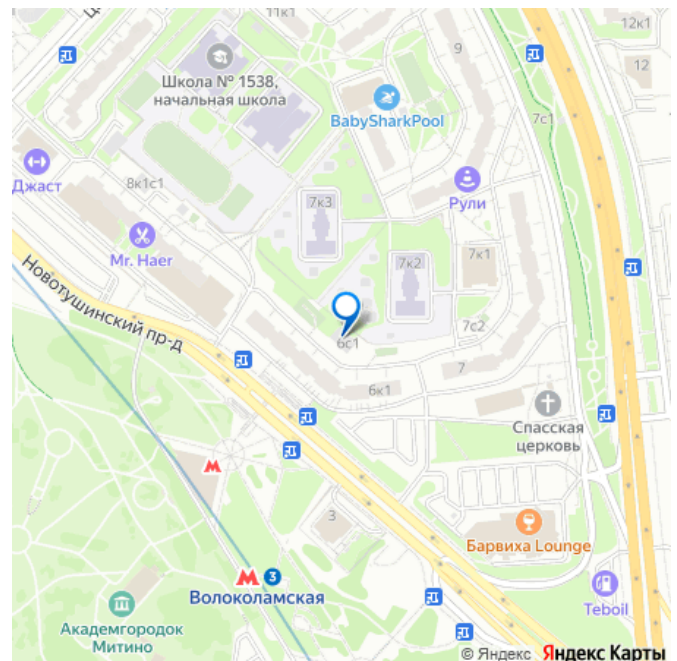 11к1
12к1
9
12
Школа № 1538,
начальная школа
BabySharkPool
7с1
Джаст
8к1с1
7к3
Рули
Mr. Haer
7к2
7к1
Новотушинский пр-д
7с2
6с1
7
6к1
Спасская
церковь
3
Барвиха Lounge
М 3
Волоколамская
Teboil
Академгородок
Митино
© Яндекс Яндекс Карты